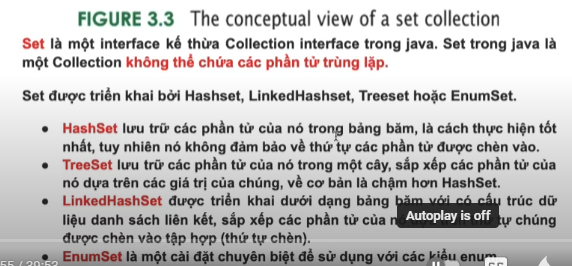 FIGURE 3.3 The conceptual view of a set collection
Set là một interface kế thừa Collection interface trong java. Set trong java là
một Collection không thể chứa các phần tử trùng lặp.
Set được triển khai bởi Hashset, LinkedHashset, Treeset hoặc EnumSet.
• HashSet lưu trữ các phần tử của nó trong bảng băm, là cách thực hiện tốt
nhất, tuy nhiên nó không đảm bảo về thứ tự các phần tử được chèn vào.
• TreeSet lưu trữ các phần tử của nó trong một cây, sắp xếp các phần tử của
nó dựa trên các giá trị của chúng, về cơ bản là chậm hơn HashSet.
• LinkedHashSet được triển khai dưới dạng bảng băm với có cấu trúc dữ
liệu danh sách liên kết, sắp xếp các phần tử của tự chúng
Autoplay is off
được chèn vào tập hợp (thứ tự chèn).
• EnumSet là một cài đặt chuyên biệt để sử dụng với các kiểu enum